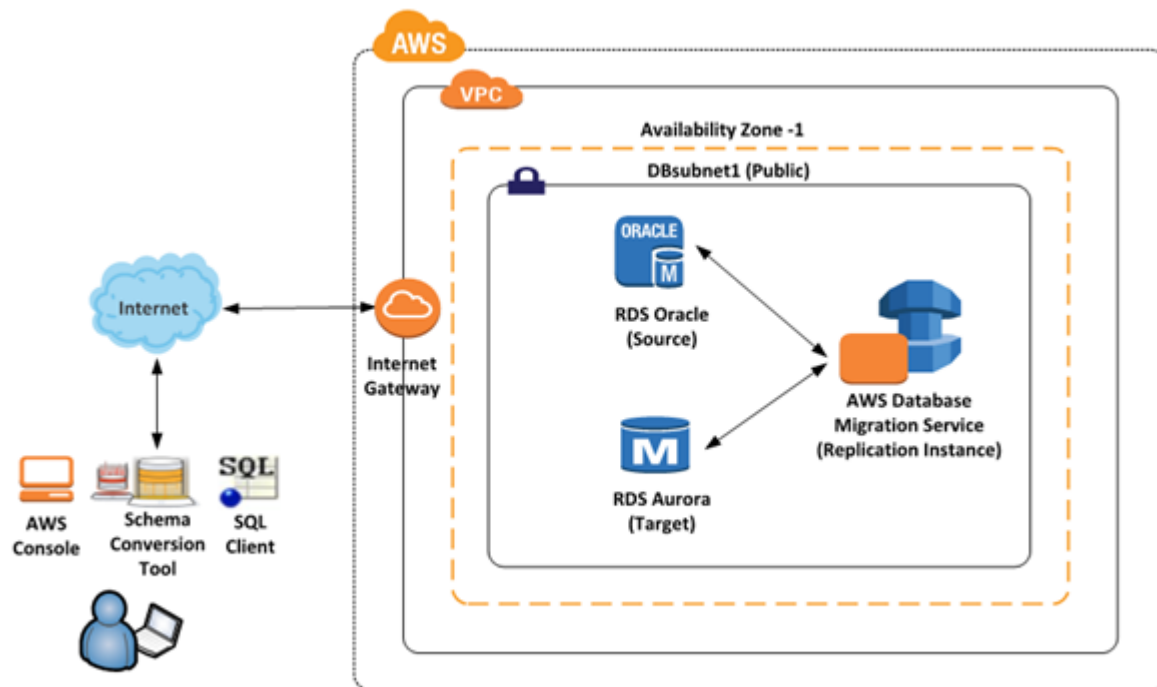 AWS
VPC
Availability Zone -1
DBsubnet1 (Public)
ORACLE
M
RDS Oracle
(Source)
Internet
Internet
Gateway
AWS Database
Migration Service
(Replication Instance)
M
RDS Aurora
(Target)
AWS
Console
Schema
Conversion
Tool
SQL
SQL
Client